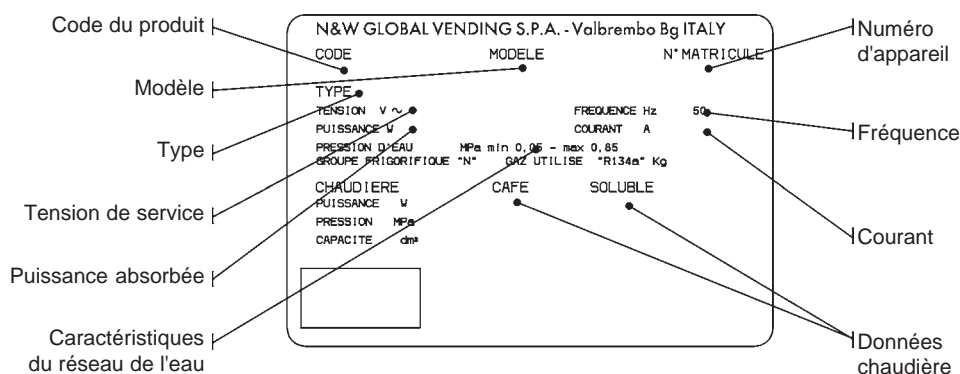 Code du produit
Modèle
Type
Tension de service
Puissance absorbée
Caractéristiques
du réseau de l'eau
N&W GLOBAL VENDING S.P.A. - Valbrembo Bg ITALY
CODE MODELE N° MATRICULE
TYPE
TENSION V ~ FREQUENCE Hz 50
PUISSANCE W COURANT A
PRESSION D'EAU MPa min 0,05 - max 0,85
GROUPE FRIGORIFIQUE "N" GAZ UTILISE "R134a" Kg
CHAUDIERE CAFE SOLUBLE
PUISSANCE W
PRESSION MPa
CAPACITE dm³
Numéro
d'appareil
Fréquence
Courant
Données
chaudière